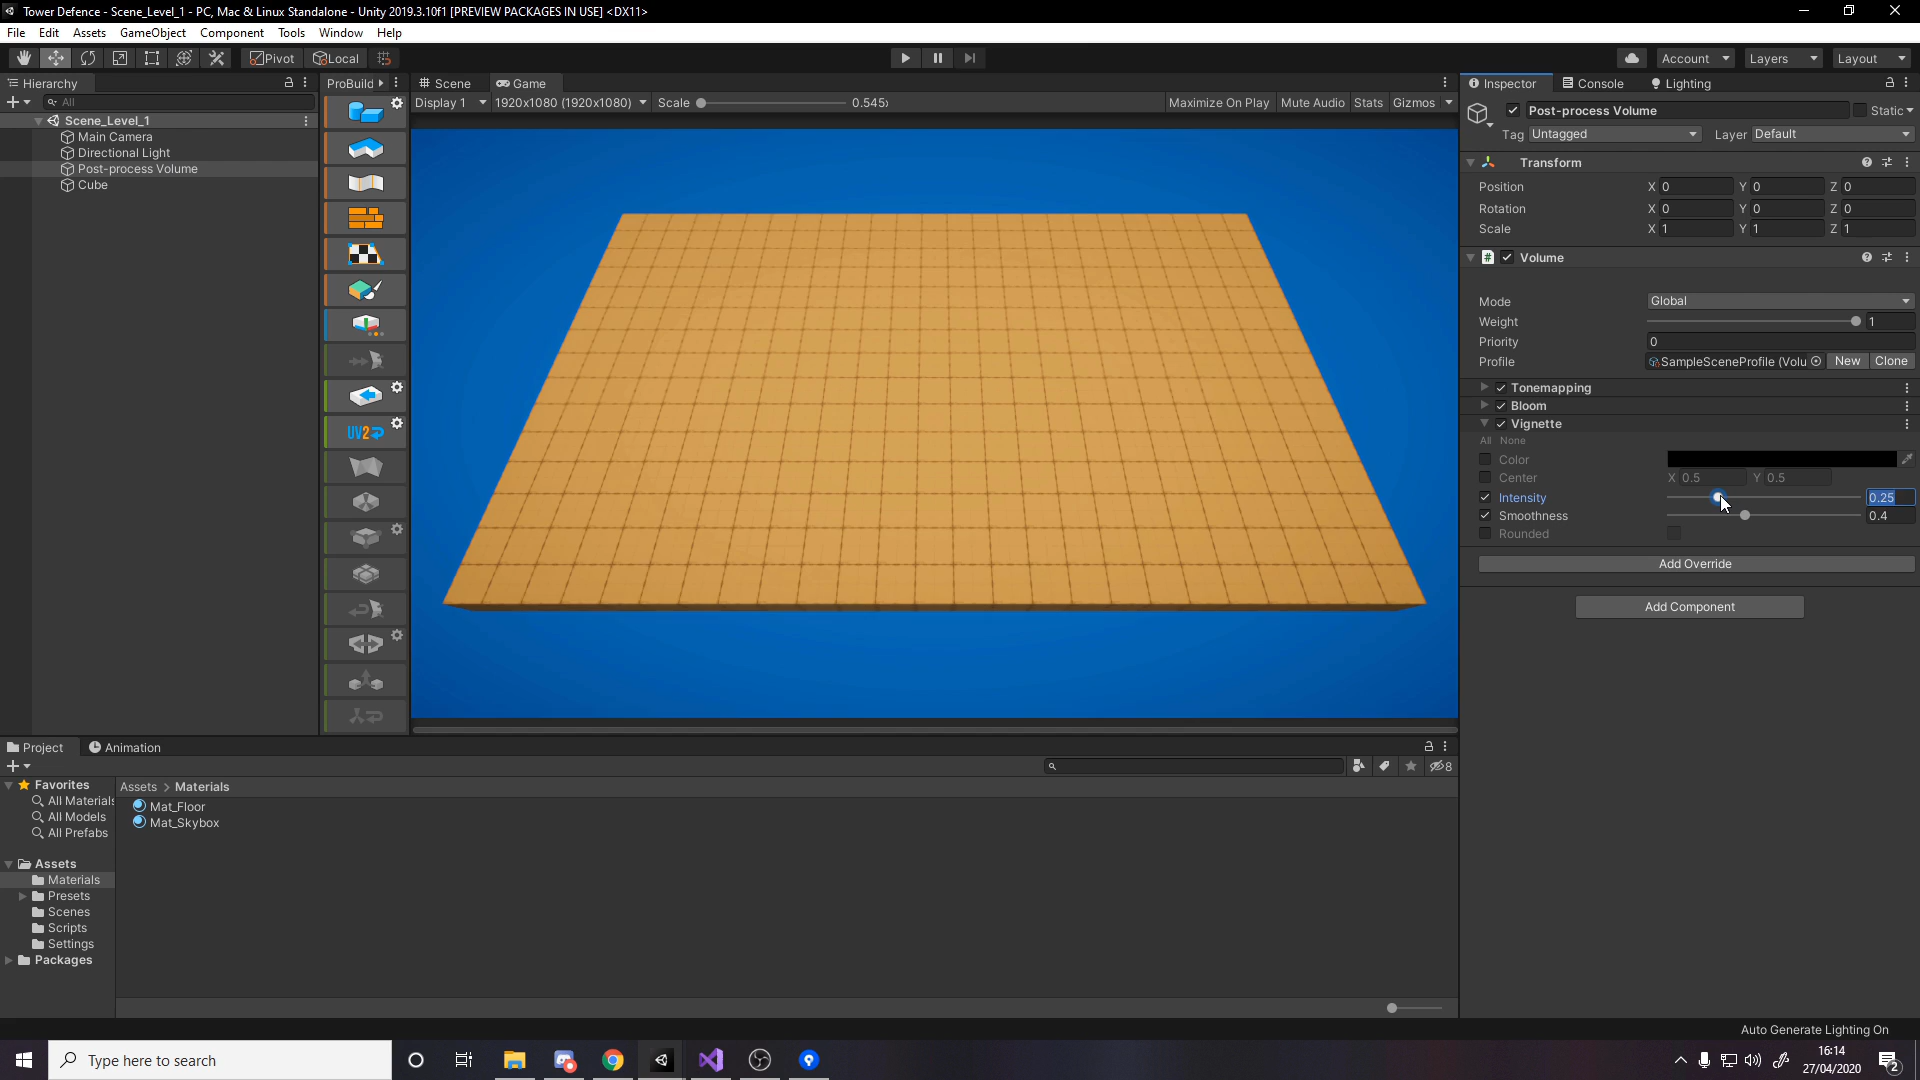 Tower Defence - Scene_Level_1 - PC, Mac & Linux Standalone - Unity 2019.3.10f1 [PREVIEW PACKAGES IN USE] <DX11>
File Edit Assets GameObject Component Tools Window Help
Pivot Local Account Layers Layout
Hierarchy
All
Scene_Level_1
Main Camera
Directional Light
Post-process Volume
Cube
ProBuild
UV2
Scene Game
Display 1 1920x1080 (1920x1080) Scale 0.545 Maximize On Play Mute Audio Stats Gizmos
Inspector Console Lighting
Post-process Volume Static
Tag Untagged Layer Default
Transform
Position X 0 Y 0 Z 0
Rotation X 0 Y 0 Z 0
Scale X 1 Y 1 Z 1
# Volume
Mode Global
Weight 1
Priority 0
Profile SampleSceneProfile (Volu New Clone
Tonemapping
Bloom
Vignette
All None
Color
Center X 0.5 Y 0.5
Intensity 0.25
Smoothness 0.4
Rounded
Add Override
Add Component
Project Animation
8
Favorites
All Materials
All Models
All Prefabs
Assets
Materials
Presets
Scenes
Scripts
Settings
Packages
Assets > Materials
Mat_Floor
Mat_Skybox
Auto Generate Lighting On
Type here to search
16:14
27/04/2020
2